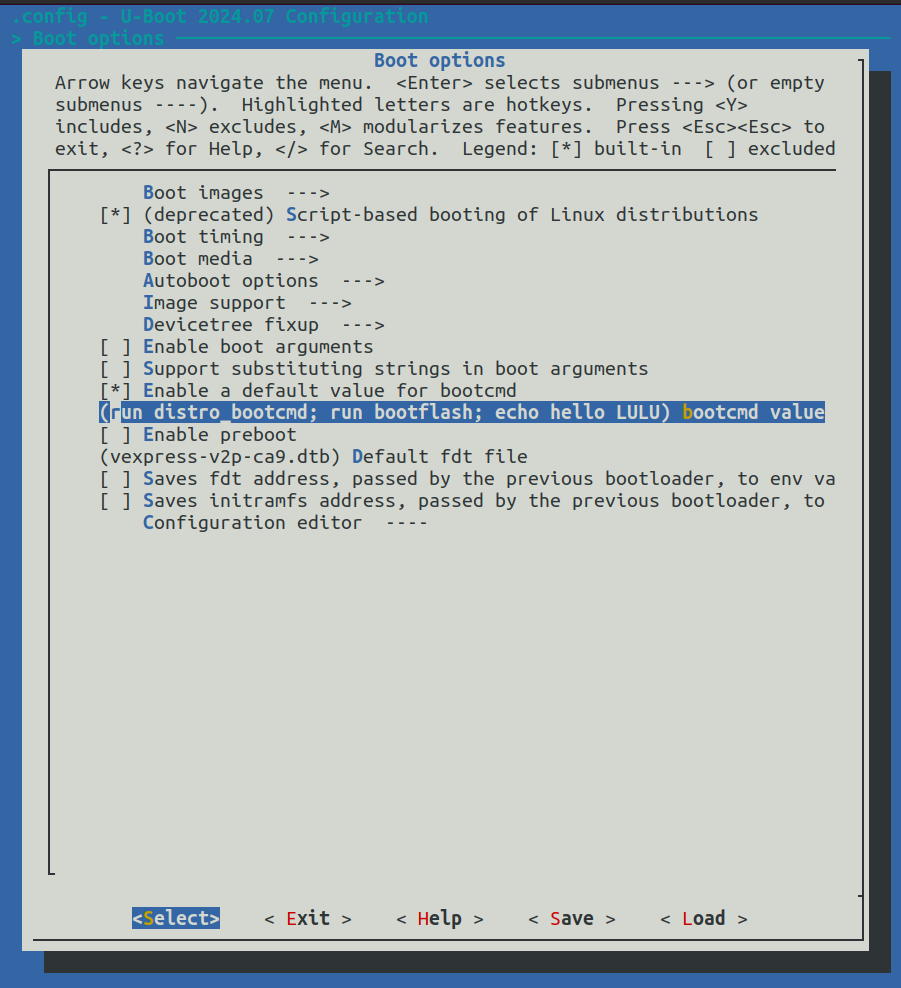 .config - U-Boot 2024.07 Configuration
> Boot options
Boot options
Arrow keys navigate the menu.  <Enter> selects submenus ---> (or empty
submenus ----).  Highlighted letters are hotkeys.  Pressing <Y>
includes, <N> excludes, <M> modularizes features.  Press <Esc><Esc> to
exit, <?> for Help, </> for Search.  Legend: [*] built-in  [ ] excluded
Boot images  --->
[*] (deprecated) Script-based booting of Linux distributions
Boot timing  --->
Boot media  --->
Autoboot options  --->
Image support  --->
Devicetree fixup  --->
[ ] Enable boot arguments
[ ] Support substituting strings in boot arguments
[*] Enable a default value for bootcmd
(run distro_bootcmd; run bootflash; echo hello LULU) bootcmd value
[ ] Enable preboot
(vexpress-v2p-ca9.dtb) Default fdt file
[ ] Saves fdt address, passed by the previous bootloader, to env va
[ ] Saves initramfs address, passed by the previous bootloader, to
Configuration editor  ----
<Select>    < Exit >    < Help >    < Save >    < Load >